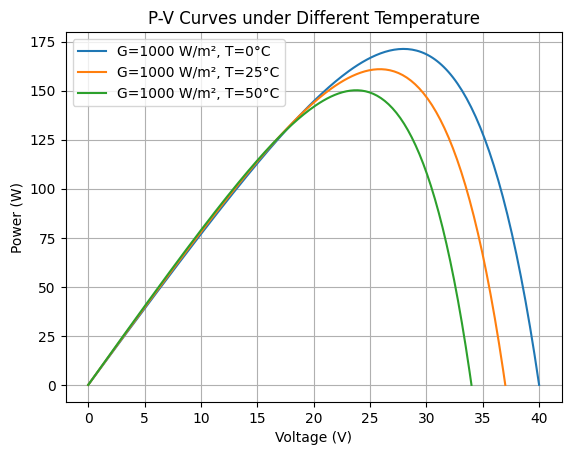 P-V Curves under Different Temperature
G=1000 W/m², T=0°C
G=1000 W/m², T=25°C
G=1000 W/m², T=50°C
Power (W)
175
150
125
100
75
50
25
0
0 5 10 15 20 25 30 35 40
Voltage (V)